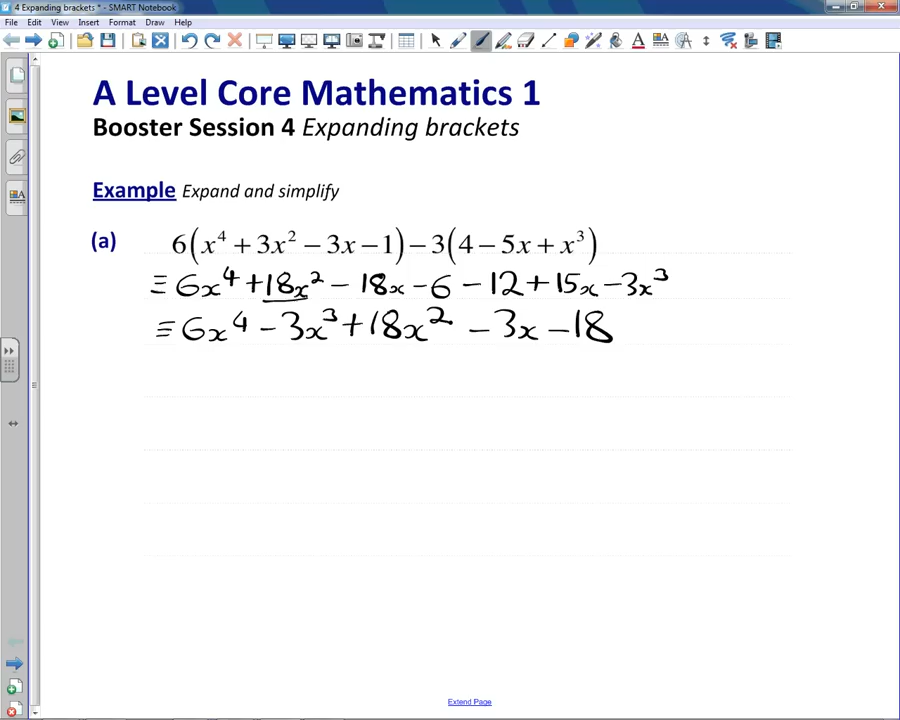 4 Expanding brackets * - SMART Notebook
File Edit View Insert Format Draw Help
A Level Core Mathematics 1
Booster Session 4 Expanding brackets
Example Expand and simplify
(a) 6(x⁴ + 3x² − 3x − 1) − 3(4 − 5x + x³)
≡ 6x⁴ + 18x² − 18x − 6 − 12 + 15x − 3x³
≡ 6x⁴ − 3x³ + 18x² − 3x − 18
Extend Page